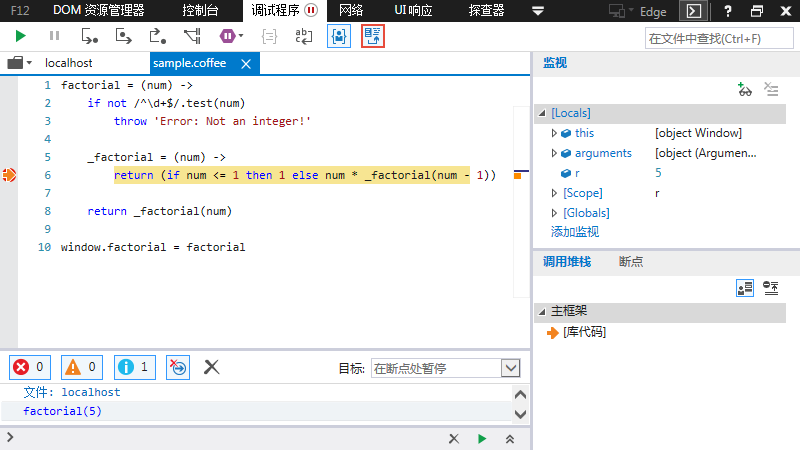 F12 DOM 资源管理器 控制台 调试程序 网络 UI 响应 探查器 Edge ?
在文件中查找(Ctrl+F)
localhost sample.coffee
1 factorial = (num) ->
2 if not /^\d+$/.test(num)
3 throw 'Error: Not an integer!'
4
5 _factorial = (num) ->
6 return (if num <= 1 then 1 else num * _factorial(num - 1))
7
8 return _factorial(num)
9
10 window.factorial = factorial
监视
[Locals]
this [object Window]
arguments [object (Argumen...
r 5
[Scope] r
[Globals]
添加监视
调用堆栈 断点
主框架
[库代码]
0 0 1 目标: 在断点处暂停
文件: localhost
factorial(5)